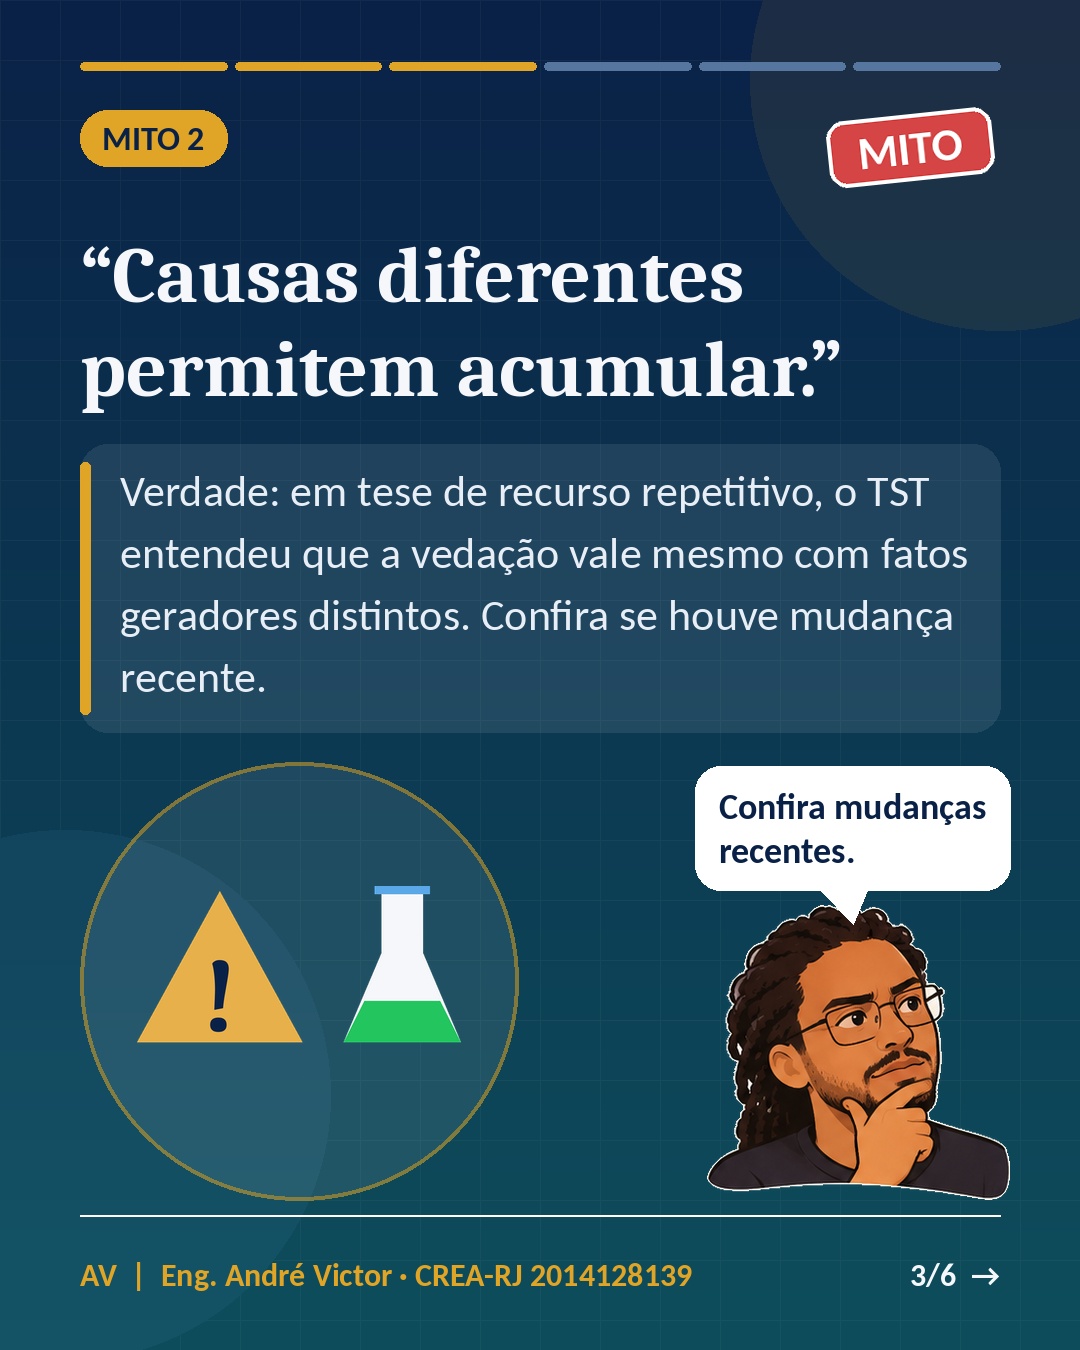 MITO 2
MITO
“Causas diferentes
permitem acumular.”
Verdade: em tese de recurso repetitivo, o TST
entendeu que a vedação vale mesmo com fatos
geradores distintos. Confira se houve mudança
recente.
Confira mudanças
recentes.
!
AV | Eng. André Victor · CREA-RJ 2014128139
3/6 →